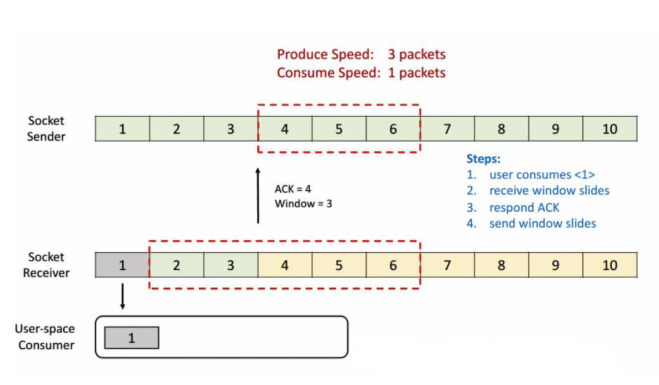 Produce Speed: 3 packets
Consume Speed: 1 packets
Socket
Sender
1 2 3 4 5 6 7 8 9 10
ACK = 4
Window = 3
Steps:
1. user consumes <1>
2. receive window slides
3. respond ACK
4. send window slides
Socket
Receiver
1 2 3 4 5 6 7 8 9 10
User-space
Consumer
1